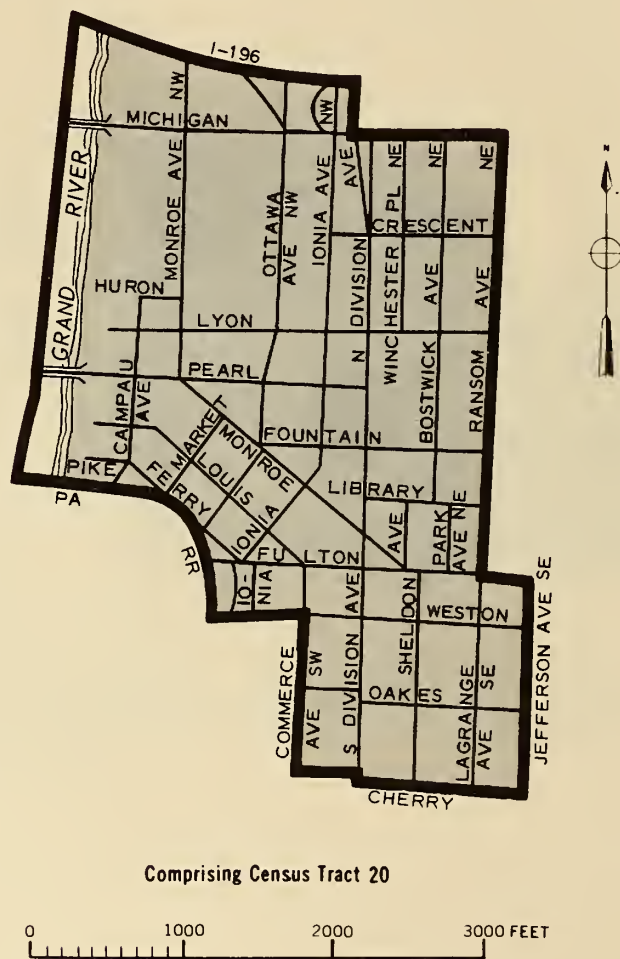 I-196
N
MICHIGAN
MONROE AVE NW
NW
OTTAWA AVE NW
IONIA AVE
N DIVISION AVE
WINCHESTER PL NE
BOSTWICK AVE NE
RANSOM AVE NE
CRESCENT
GRAND RIVER
HURON
LYON
PEARL
CAMPAU AVE
MARKET
MONROE
FOUNTAIN
LOUIS
FERRY
PIKE
IONIA
LIBRARY
PA RR
FULTON
AVE
PARK AVE NE
IO-
NIA
WESTON
SHELDON
COMMERCE AVE SW
S DIVISION AVE
OAKES
LAGRANGE AVE SE
JEFFERSON AVE SE
CHERRY
Comprising Census Tract 20
0 1000 2000 3000 FEET